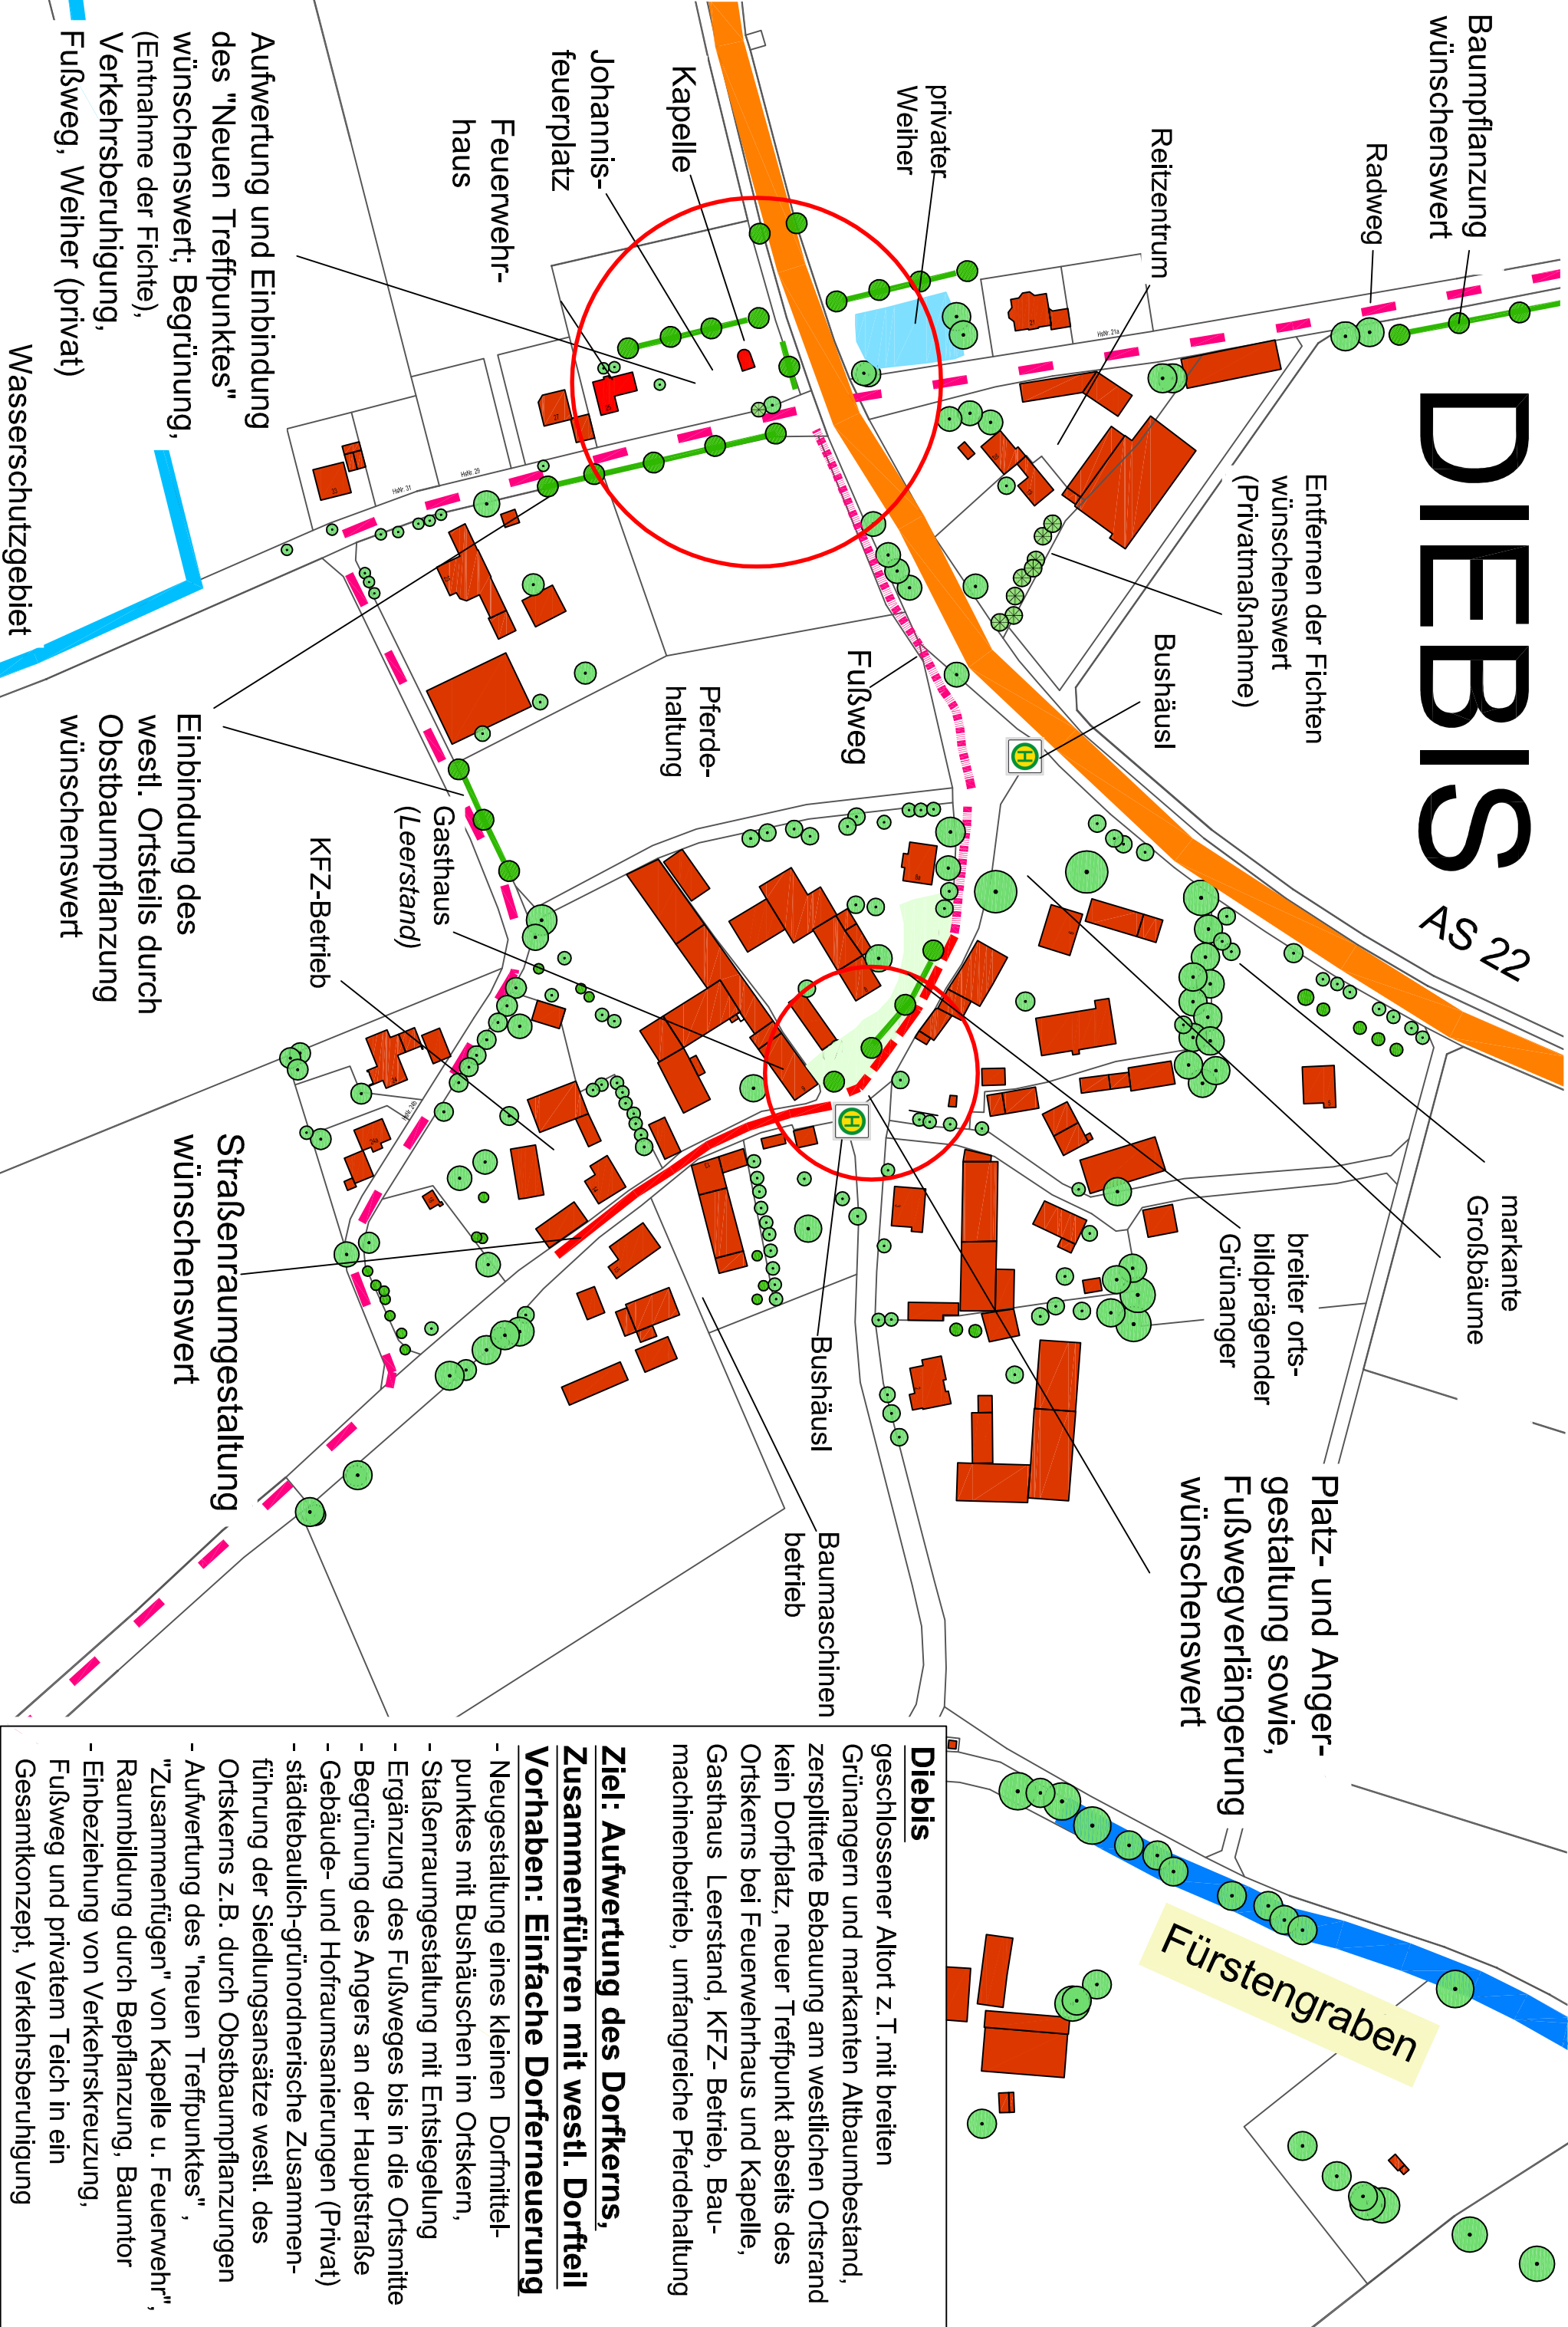 DIEBIS
AS 22
Baumpflanzung
wünschenswert
Radweg
Reitzentrum
privater
Weiher
Kapelle
Johannis-
feuerplatz
Feuerwehr-
haus
Aufwertung und Einbindung
des "Neuen Treffpunktes"
wünschenswert; Begrünung,
(Entnahme der Fichte),
Verkehrsberuhigung,
Fußweg, Weiher (privat)
Wasserschutzgebiet
Entfernen der Fichten
wünschenswert
(Privatmaßnahme)
Bushäusl
H
Fußweg
Pferde-
haltung
Einbindung des
westl. Ortsteils durch
Obstbaumpflanzung
wünschenswert
Gasthaus
(Leerstand)
KFZ-Betrieb
HsNr. 21a
HsNr. 29
HsNr. 31
HsNr. 24b
markante
Großbäume
breiter orts-
bildprägender
Grünanger
H
Bushäusl
Straßenraumgestaltung
wünschenswert
Platz- und Anger-
gestaltung sowie,
Fußwegverlängerung
wünschenswert
Baumaschinen
betrieb
Fürstengraben
Diebis
geschlossener Altort z.T.mit breiten
Grünangern und markanten Altbaumbestand,
zersplitterte Bebauung am westlichen Ortsrand
kein Dorfplatz, neuer Treffpunkt abseits des
Ortskerns bei Feuerwehrhaus und Kapelle,
Gasthaus Leerstand, KFZ- Betrieb, Bau-
machinenbetrieb, umfangreiche Pferdehaltung
Ziel: Aufwertung des Dorfkerns,
Zusammenführen mit westl. Dorfteil
Vorhaben: Einfache Dorferneuerung
- Neugestaltung eines kleinen Dorfmittel-
punktes mit Bushäuschen im Ortskern,
- Staßenraumgestaltung mit Entsiegelung
- Ergänzung des Fußweges bis in die Ortsmitte
- Begrünung des Angers an der Hauptstraße
- Gebäude- und Hofraumsanierungen (Privat)
- städtebaulich-grünordnerische Zusammen-
führung der Siedlungsansätze westl. des
Ortskerns z.B. durch Obstbaumpflanzungen
- Aufwertung des "neuen Treffpunktes" ,
"Zusammenfügen" von Kapelle u. Feuerwehr",
Raumbildung durch Bepflanzung, Baumtor
- Einbeziehung von Verkehrskreuzung,
Fußweg und privatem Teich in ein
Gesamtkonzept, Verkehrsberuhigung